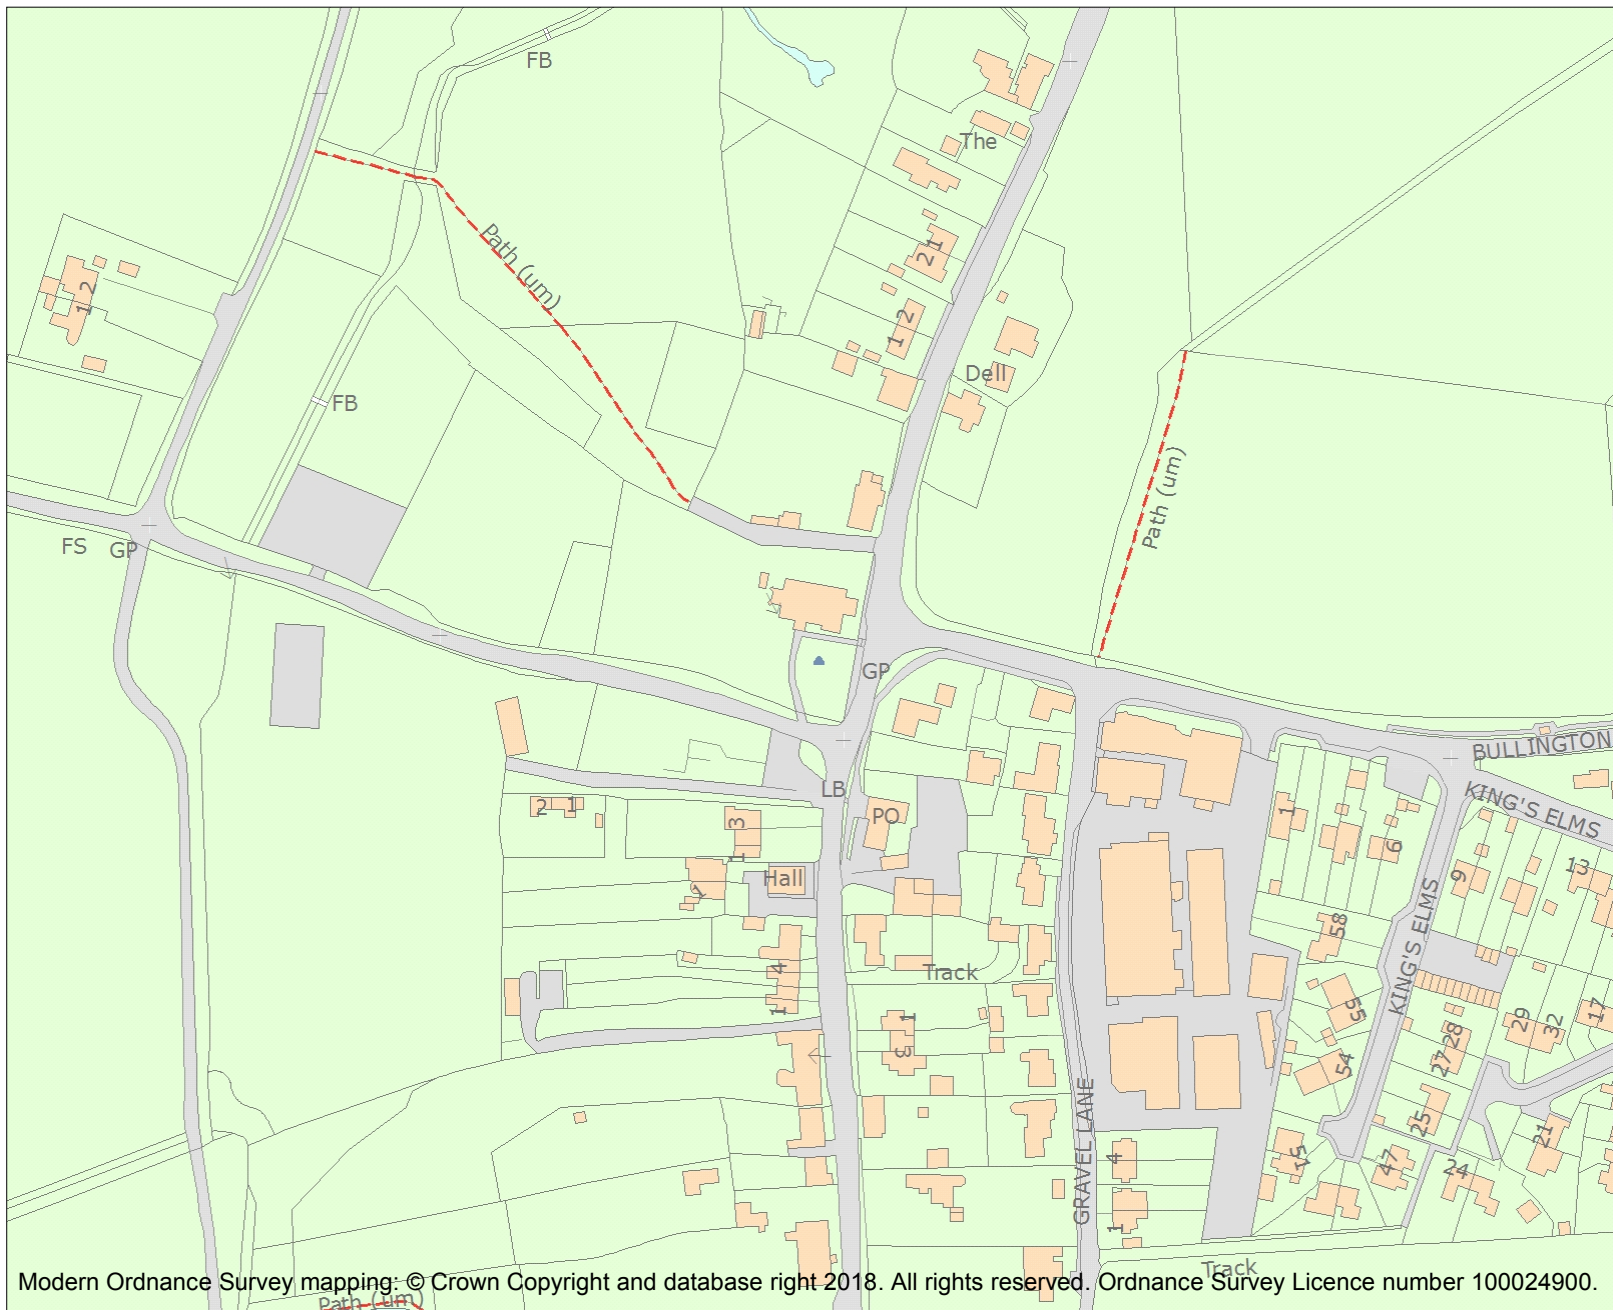 FB
The
Path (um)
21
2
1
2
1
FB
Dell
Path (um)
FS
GP
GP
BULLINGTON
LB
KING'S ELMS
2
1
3
1
PO
1
6
Hall
1
9
13
KING'S ELMS
58
4
1
Track
55
1
3
29
32
17
27
28
54
25
21
GRAVEL LANE
4
1
51
47
24
Track
Modern Ordnance Survey mapping: © Crown Copyright and database right 2018. All rights reserved. Ordnance Survey Licence number 100024900.
Path (um)